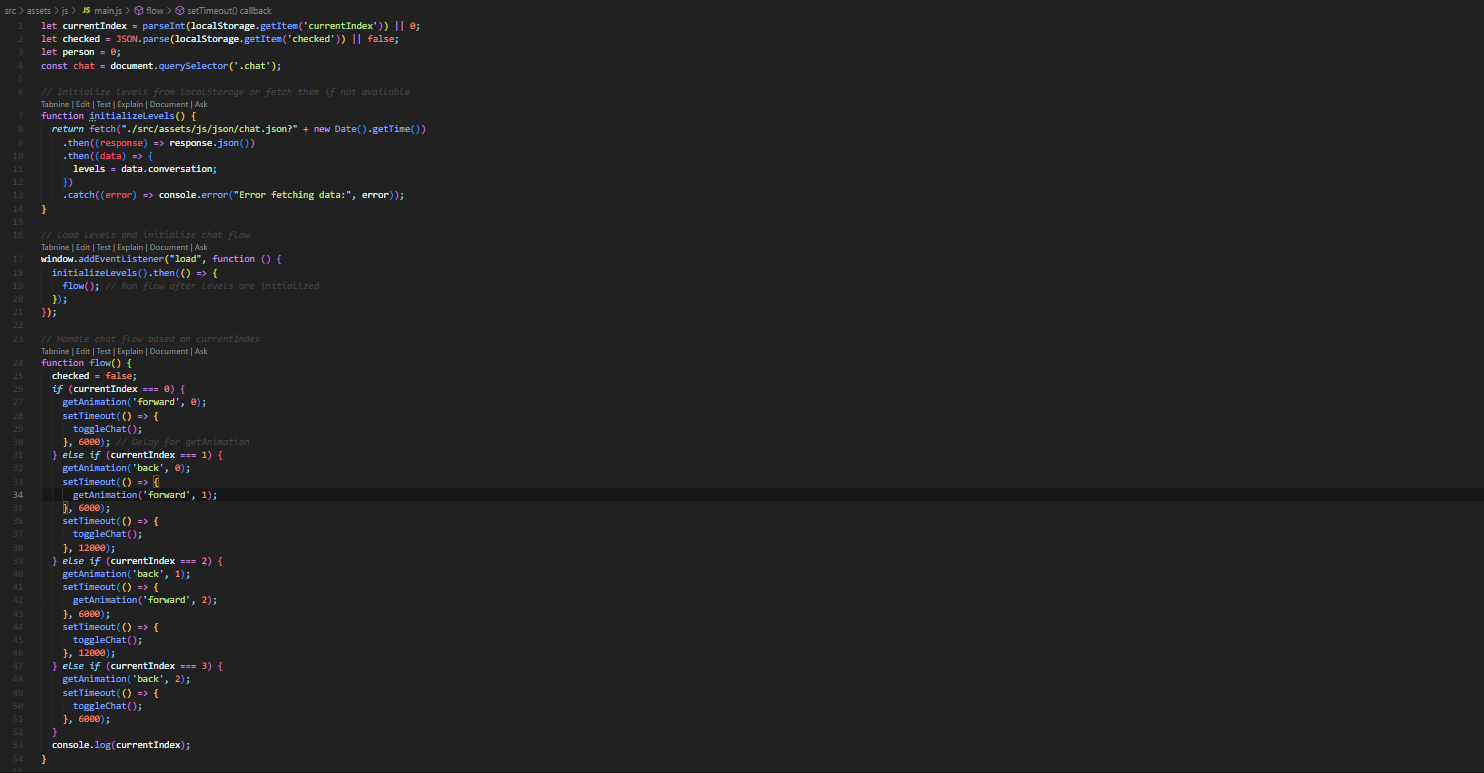 src > assets > js > JS main.js > flow > setTimeout() callback
1 let currentIndex = parseInt(localStorage.getItem('currentIndex')) || 0;
2 let checked = JSON.parse(localStorage.getItem('checked')) || false;
3 let person = 0;
4 const chat = document.querySelector('.chat');
5
6 // Initialize levels from localStorage or fetch them if not available
Tabnine | Edit | Test | Explain | Document | Ask
7 function initializeLevels() {
8 return fetch("./src/assets/js/json/chat.json?" + new Date().getTime())
9 .then((response) => response.json())
10 .then((data) => {
11 levels = data.conversation;
12 })
13 .catch((error) => console.error("Error fetching data:", error));
14 }
15
16 // Load levels and initialize chat flow
Tabnine | Edit | Test | Explain | Document | Ask
17 window.addEventListener("load", function () {
18 initializeLevels().then(() => {
19 flow(); // Run flow after levels are initialized
20 });
21 });
22
23 // Handle chat flow based on currentIndex
Tabnine | Edit | Test | Explain | Document | Ask
24 function flow() {
25 checked = false;
26 if (currentIndex === 0) {
27 getAnimation('forward', 0);
28 setTimeout(() => {
29 toggleChat();
30 }, 6000); // Delay for getAnimation
31 } else if (currentIndex === 1) {
32 getAnimation('back', 0);
33 setTimeout(() => {
34 getAnimation('forward', 1);
35 }, 6000);
36 setTimeout(() => {
37 toggleChat();
38 }, 12000);
39 } else if (currentIndex === 2) {
40 getAnimation('back', 1);
41 setTimeout(() => {
42 getAnimation('forward', 2);
43 }, 6000);
44 setTimeout(() => {
45 toggleChat();
46 }, 12000);
47 } else if (currentIndex === 3) {
48 getAnimation('back', 2);
49 setTimeout(() => {
50 toggleChat();
51 }, 6000);
52 }
53 console.log(currentIndex);
54 }